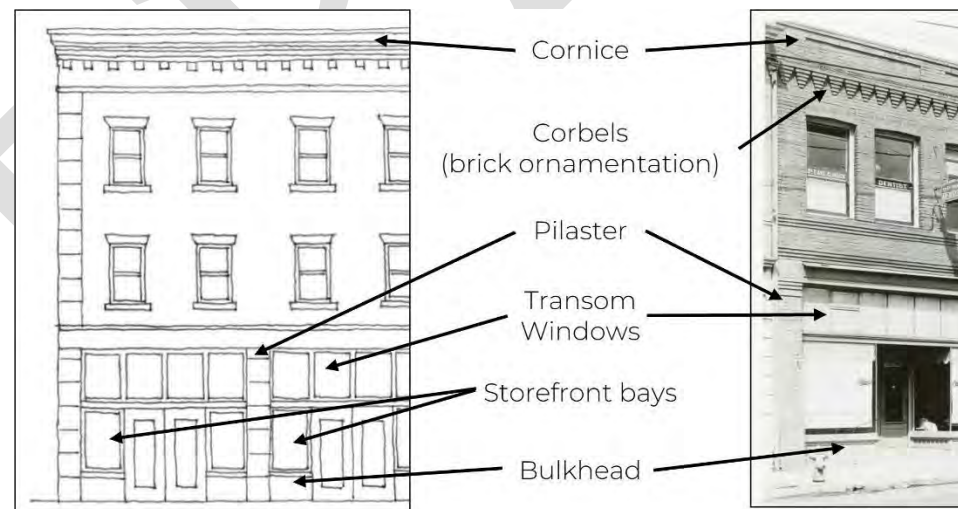 Cornice
Corbels
(brick ornamentation)
Pilaster
Transom
Windows
Storefront bays
Bulkhead
DENTIST